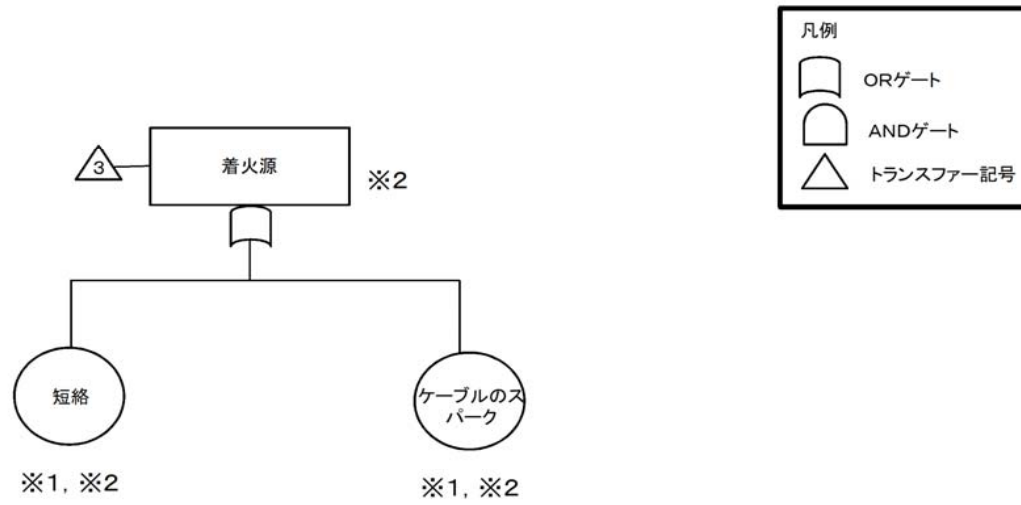 凡例
ORゲート
ANDゲート
トランスファー記号
3
着火源
※2
短絡
ケーブルのス
パーク
※1, ※2
※1, ※2